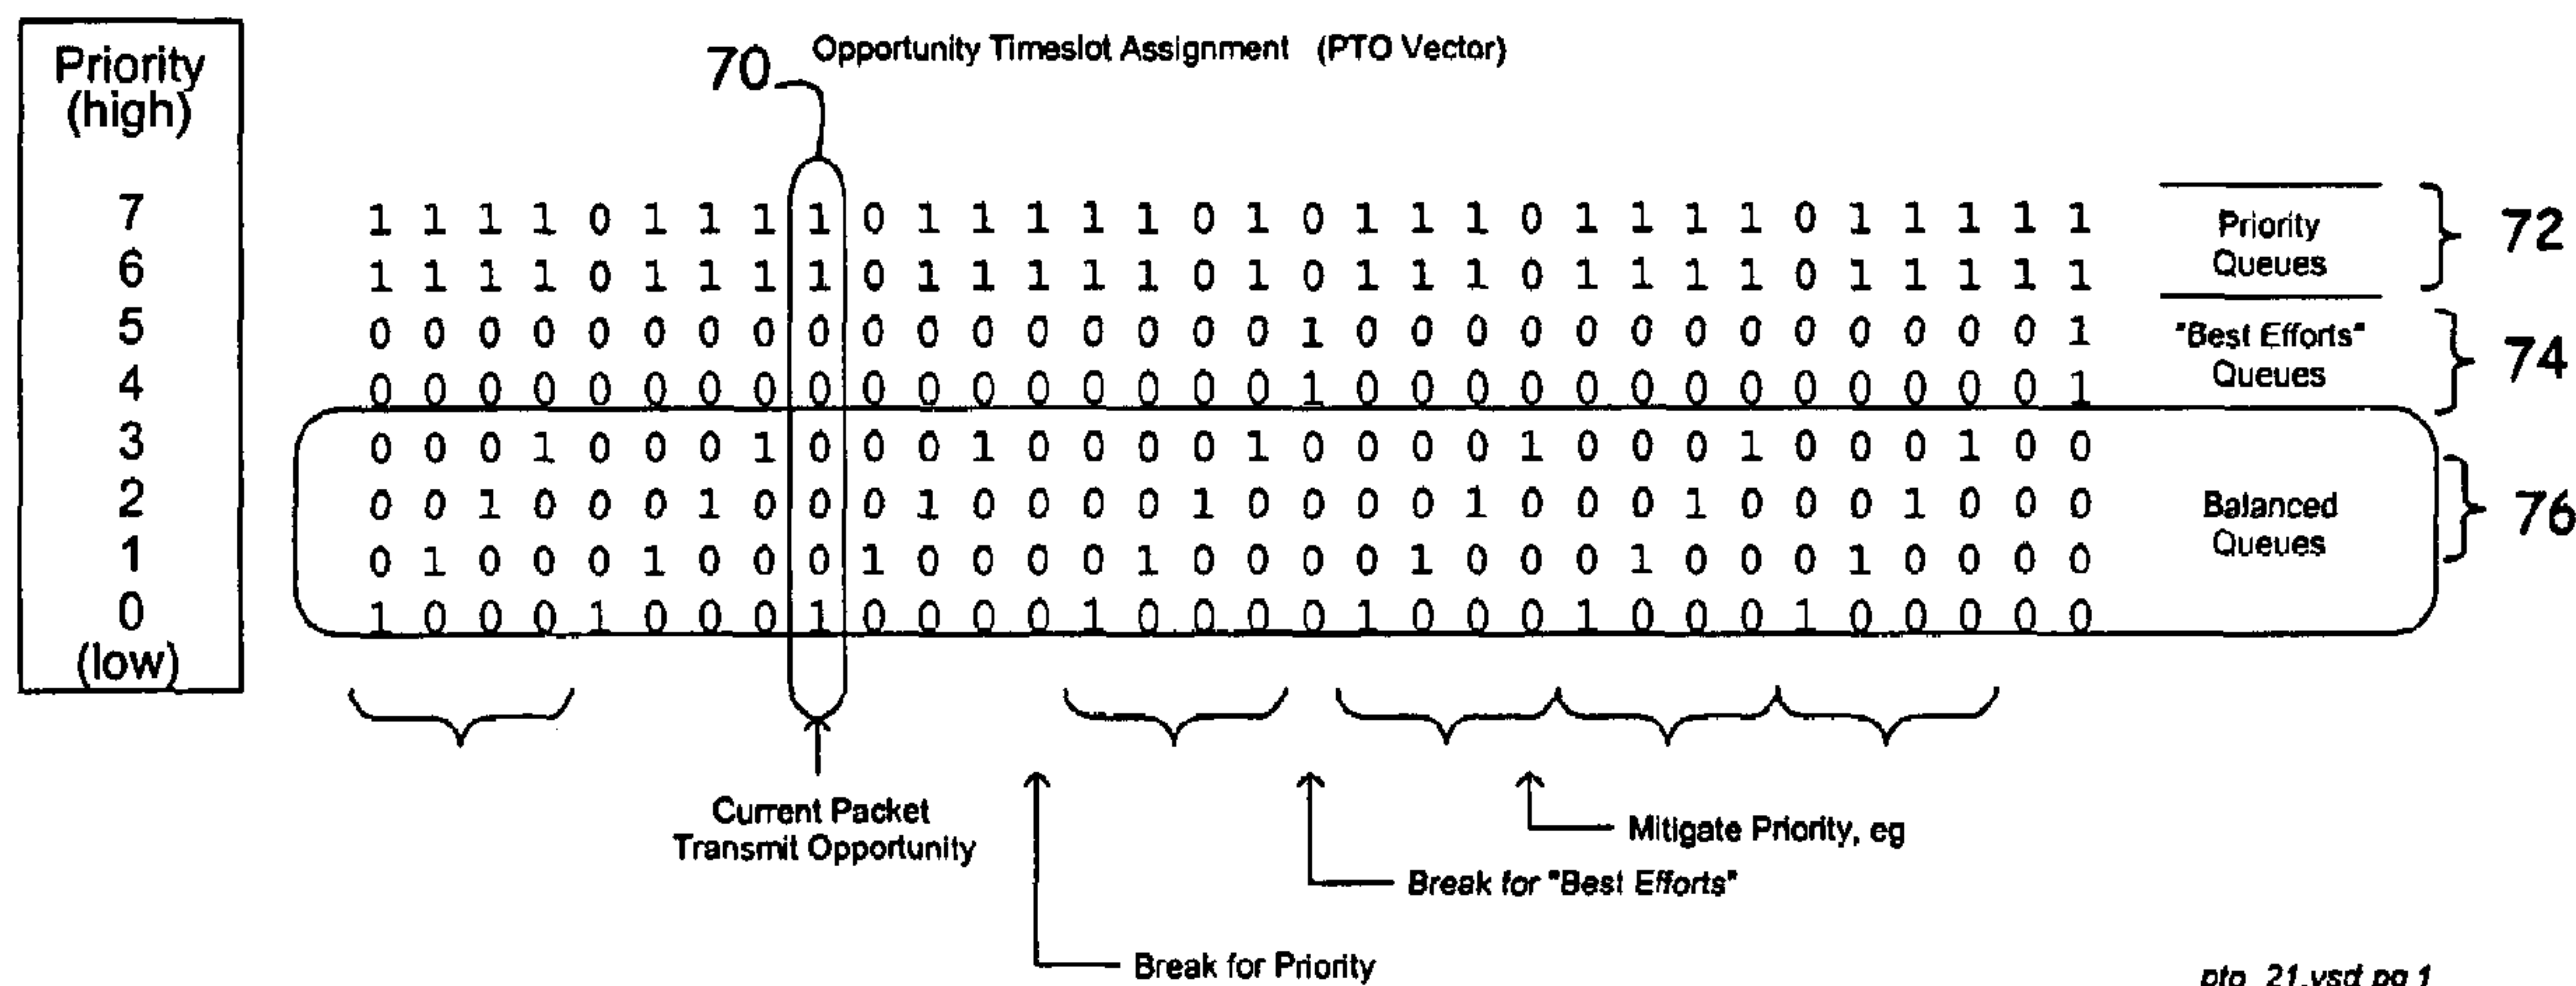 Priority
(high)
70
Opportunity Timeslot Assignment (PTO Vector)
7 1 1 1 1 0 1 1 1 1 0 1 1 1 1 1 0 1 0 1 1 1 0 1 1 1 1 0 1 1 1 1 1
6 1 1 1 1 0 1 1 1 1 0 1 1 1 1 1 0 1 0 1 1 1 0 1 1 1 1 0 1 1 1 1 1
Priority
Queues
72
5 0 0 0 0 0 0 0 0 0 0 0 0 0 0 0 0 0 1 0 0 0 0 0 0 0 0 0 0 0 0 0 1
4 0 0 0 0 0 0 0 0 0 0 0 0 0 0 0 0 0 1 0 0 0 0 0 0 0 0 0 0 0 0 0 1
"Best Efforts"
Queues
74
3 0 0 0 1 0 0 0 1 0 0 0 1 0 0 0 0 1 0 0 0 0 1 0 0 0 1 0 0 0 1 0 0
2 0 0 1 0 0 0 1 0 0 0 1 0 0 0 0 1 0 0 0 0 1 0 0 0 1 0 0 0 1 0 0 0
1 0 1 0 0 0 1 0 0 0 1 0 0 0 0 1 0 0 0 0 1 0 0 0 1 0 0 0 1 0 0 0 0
0 1 0 0 0 1 0 0 0 1 0 0 0 0 1 0 0 0 0 1 0 0 0 1 0 0 0 1 0 0 0 0 0
Balanced
Queues
76
(low)
Current Packet
Transmit Opportunity
Mitigate Priority, eg
Break for "Best Efforts"
Break for Priority
pto_21.vsd pg 1